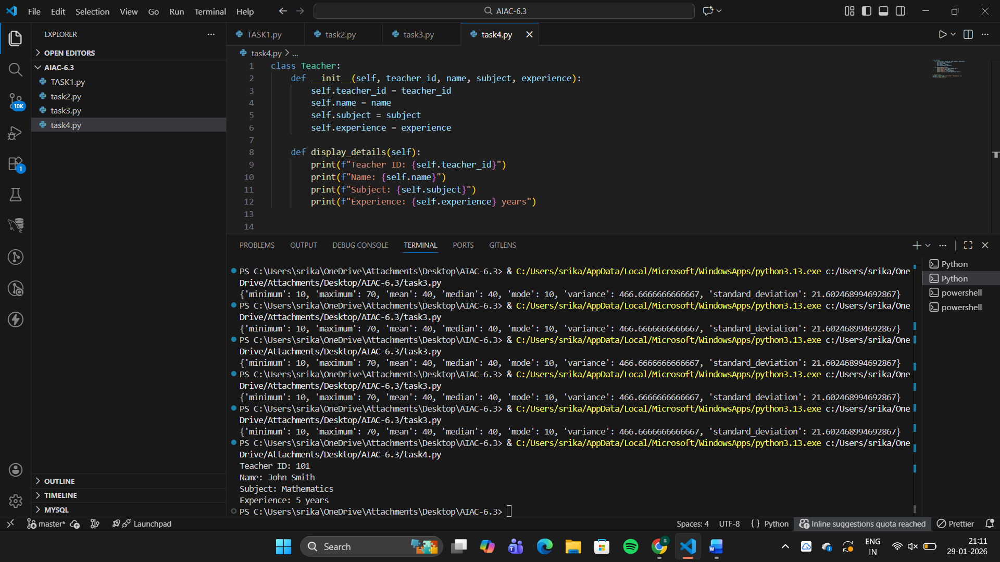 File Edit Selection View Go Run Terminal Help
AIAC-6.3
EXPLORER
OPEN EDITORS
AIAC-6.3
TASK1.py
task2.py
task3.py
task4.py
10K
1
OUTLINE
TIMELINE
MYSQL
TASK1.py task2.py task3.py task4.py
task4.py > ...
1 class Teacher:
2 def __init__(self, teacher_id, name, subject, experience):
3 self.teacher_id = teacher_id
4 self.name = name
5 self.subject = subject
6 self.experience = experience
7
8 def display_details(self):
9 print(f"Teacher ID: {self.teacher_id}")
10 print(f"Name: {self.name}")
11 print(f"Subject: {self.subject}")
12 print(f"Experience: {self.experience} years")
13
14
PROBLEMS OUTPUT DEBUG CONSOLE TERMINAL PORTS GITLENS
PS C:\Users\srika\OneDrive\Attachments\Desktop\AIAC-6.3> & C:/Users/srika/AppData/Local/Microsoft/WindowsApps/python3.13.exe c:/Users/srika/One
Drive/Attachments/Desktop/AIAC-6.3/task3.py
{'minimum': 10, 'maximum': 70, 'mean': 40, 'median': 40, 'mode': 10, 'variance': 466.6666666666667, 'standard_deviation': 21.602468994692867}
PS C:\Users\srika\OneDrive\Attachments\Desktop\AIAC-6.3> & C:/Users/srika/AppData/Local/Microsoft/WindowsApps/python3.13.exe c:/Users/srika/One
Drive/Attachments/Desktop/AIAC-6.3/task3.py
{'minimum': 10, 'maximum': 70, 'mean': 40, 'median': 40, 'mode': 10, 'variance': 466.6666666666667, 'standard_deviation': 21.602468994692867}
PS C:\Users\srika\OneDrive\Attachments\Desktop\AIAC-6.3> & C:/Users/srika/AppData/Local/Microsoft/WindowsApps/python3.13.exe c:/Users/srika/One
Drive/Attachments/Desktop/AIAC-6.3/task3.py
{'minimum': 10, 'maximum': 70, 'mean': 40, 'median': 40, 'mode': 10, 'variance': 466.6666666666667, 'standard_deviation': 21.602468994692867}
PS C:\Users\srika\OneDrive\Attachments\Desktop\AIAC-6.3> & C:/Users/srika/AppData/Local/Microsoft/WindowsApps/python3.13.exe c:/Users/srika/One
Drive/Attachments/Desktop/AIAC-6.3/task3.py
{'minimum': 10, 'maximum': 70, 'mean': 40, 'median': 40, 'mode': 10, 'variance': 466.6666666666667, 'standard_deviation': 21.602468994692867}
PS C:\Users\srika\OneDrive\Attachments\Desktop\AIAC-6.3> & C:/Users/srika/AppData/Local/Microsoft/WindowsApps/python3.13.exe c:/Users/srika/One
Drive/Attachments/Desktop/AIAC-6.3/task3.py
{'minimum': 10, 'maximum': 70, 'mean': 40, 'median': 40, 'mode': 10, 'variance': 466.6666666666667, 'standard_deviation': 21.602468994692867}
PS C:\Users\srika\OneDrive\Attachments\Desktop\AIAC-6.3> & C:/Users/srika/AppData/Local/Microsoft/WindowsApps/python3.13.exe c:/Users/srika/One
Drive/Attachments/Desktop/AIAC-6.3/task4.py
Teacher ID: 101
Name: John Smith
Subject: Mathematics
Experience: 5 years
PS C:\Users\srika\OneDrive\Attachments\Desktop\AIAC-6.3>
Python
Python
powershell
powershell
master* Launchpad Spaces: 4 UTF-8 {} Python Inline suggestions quota reached Prettier
Search
ENG
IN
21:11
29-01-2026